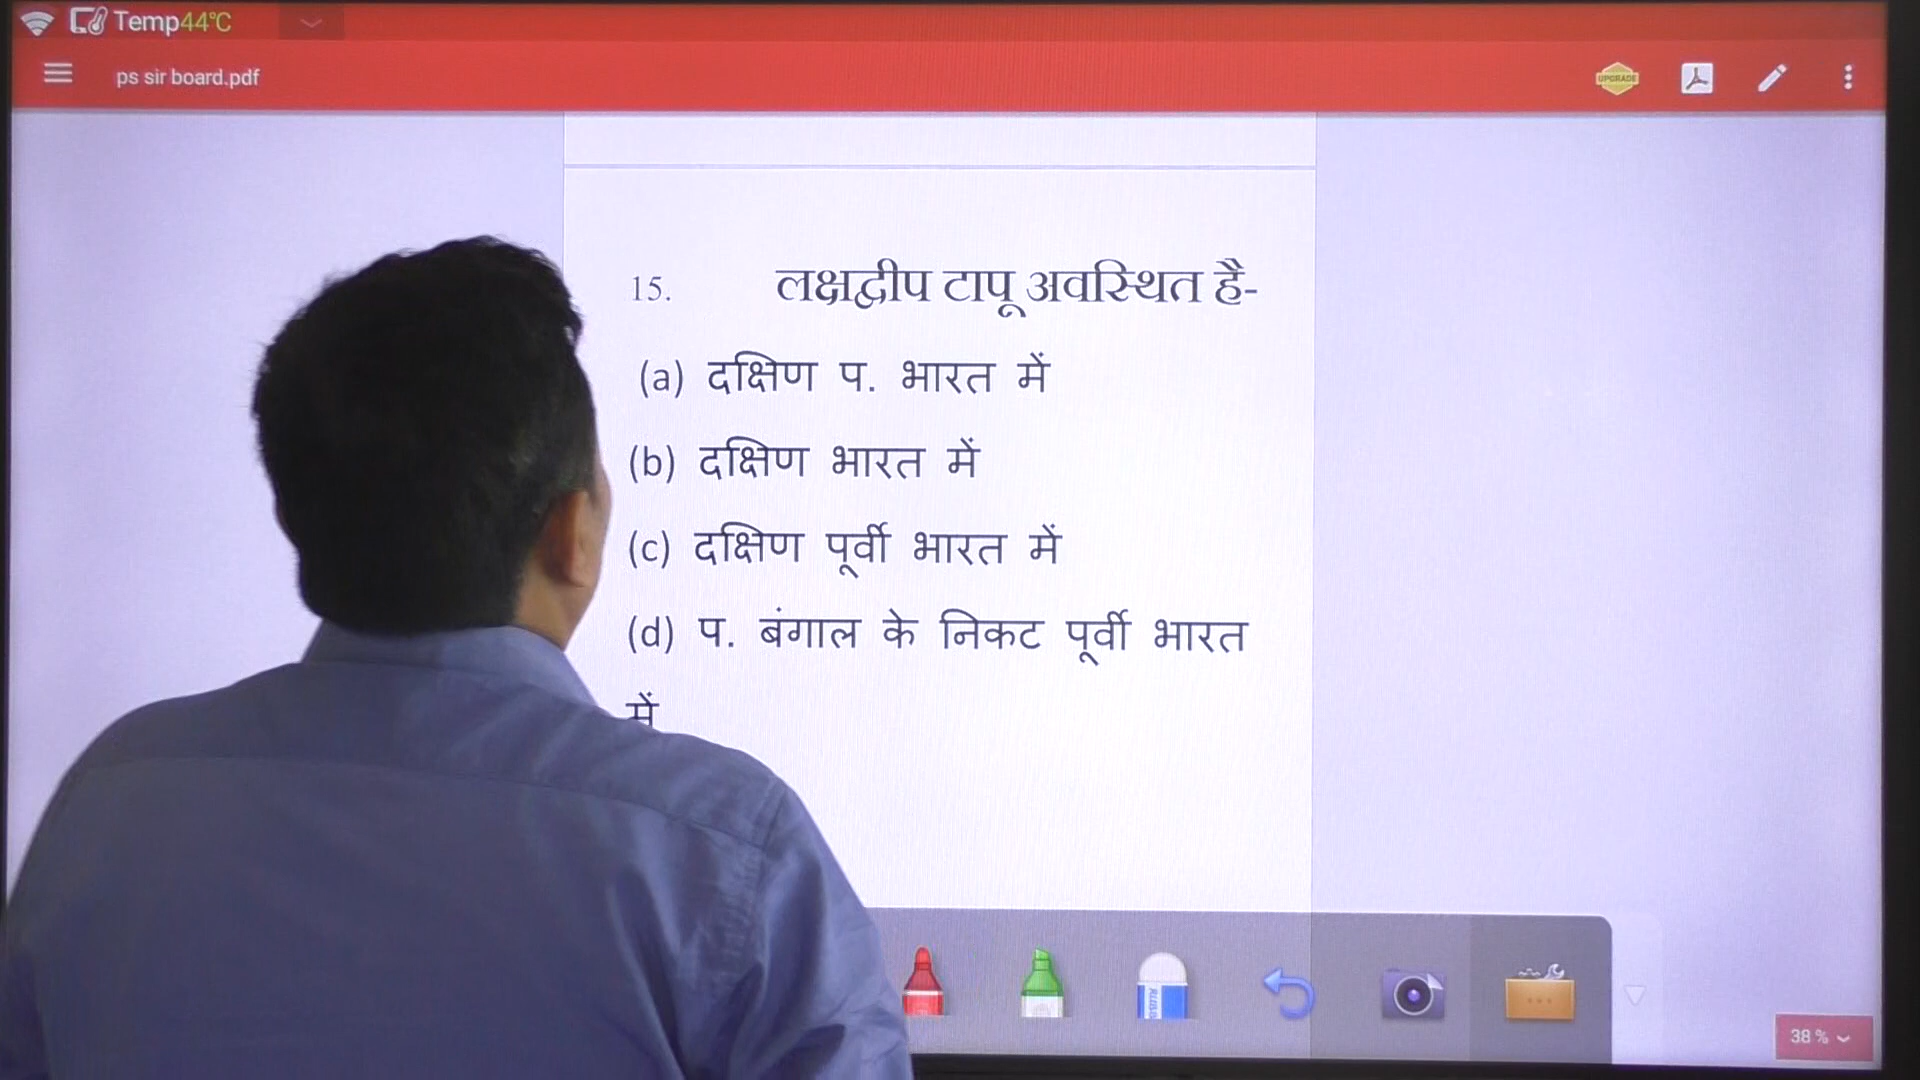 Temp44°C
ps sir board.pdf
UPGRADE
15. लक्षद्वीप टापू अवस्थित है-
(a) दक्षिण प. भारत में
(b) दक्षिण भारत में
(c) दक्षिण पूर्वी भारत में
(d) प. बंगाल के निकट पूर्वी भारत
में
38 %